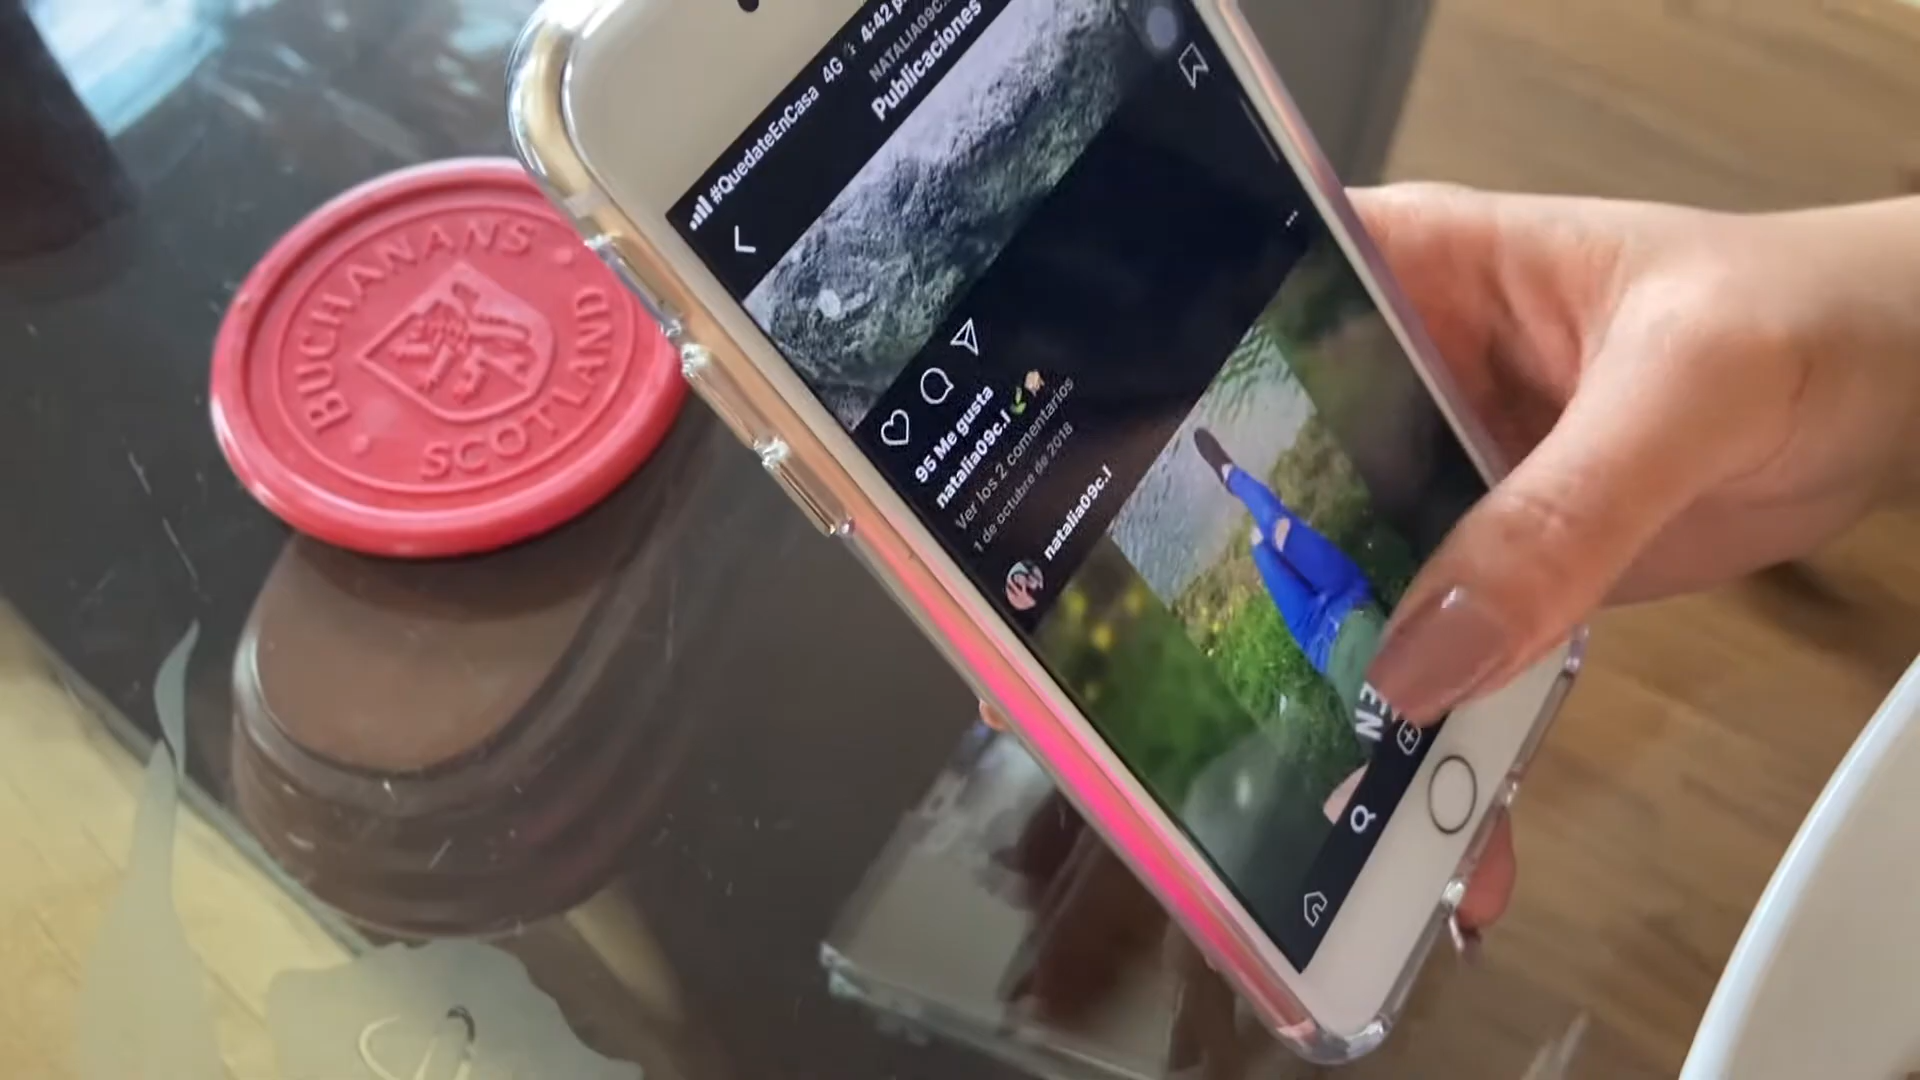 BUCHANANS
SCOTLAND
#QuedateEnCasa 4G 4:42 p.
NATALIA09C.
Publicaciones
95 Me gusta
natalia09c.l
Ver los 2 comentarios
1 de octubre de 2018
natalia09c.l
EN